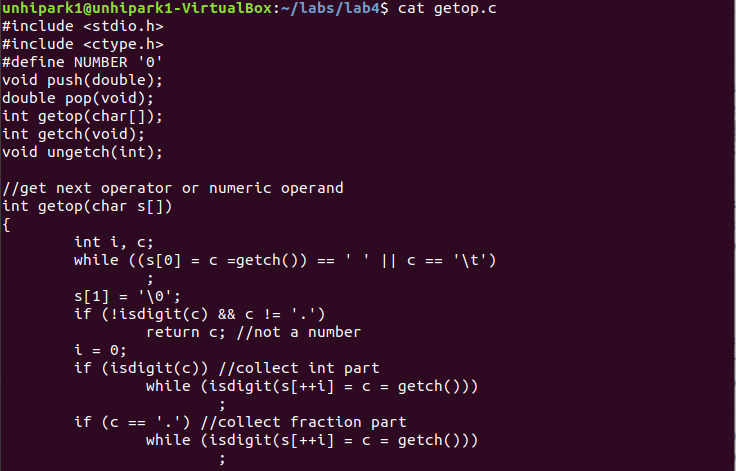 unhipark1@unhipark1-VirtualBox:~/labs/lab4$ cat getop.c
#include <stdio.h>
#include <ctype.h>
#define NUMBER '0'
void push(double);
double pop(void);
int getop(char[]);
int getch(void);
void ungetch(int);

//get next operator or numeric operand
int getop(char s[])
{
        int i, c;
        while ((s[0] = c =getch()) == ' ' || c == '\t')
                ;
        s[1] = '\0';
        if (!isdigit(c) && c != '.')
                return c; //not a number
        i = 0;
        if (isdigit(c)) //collect int part
                while (isdigit(s[++i] = c = getch()))
                        ;
        if (c == '.') //collect fraction part
                while (isdigit(s[++i] = c = getch()))
                        ;